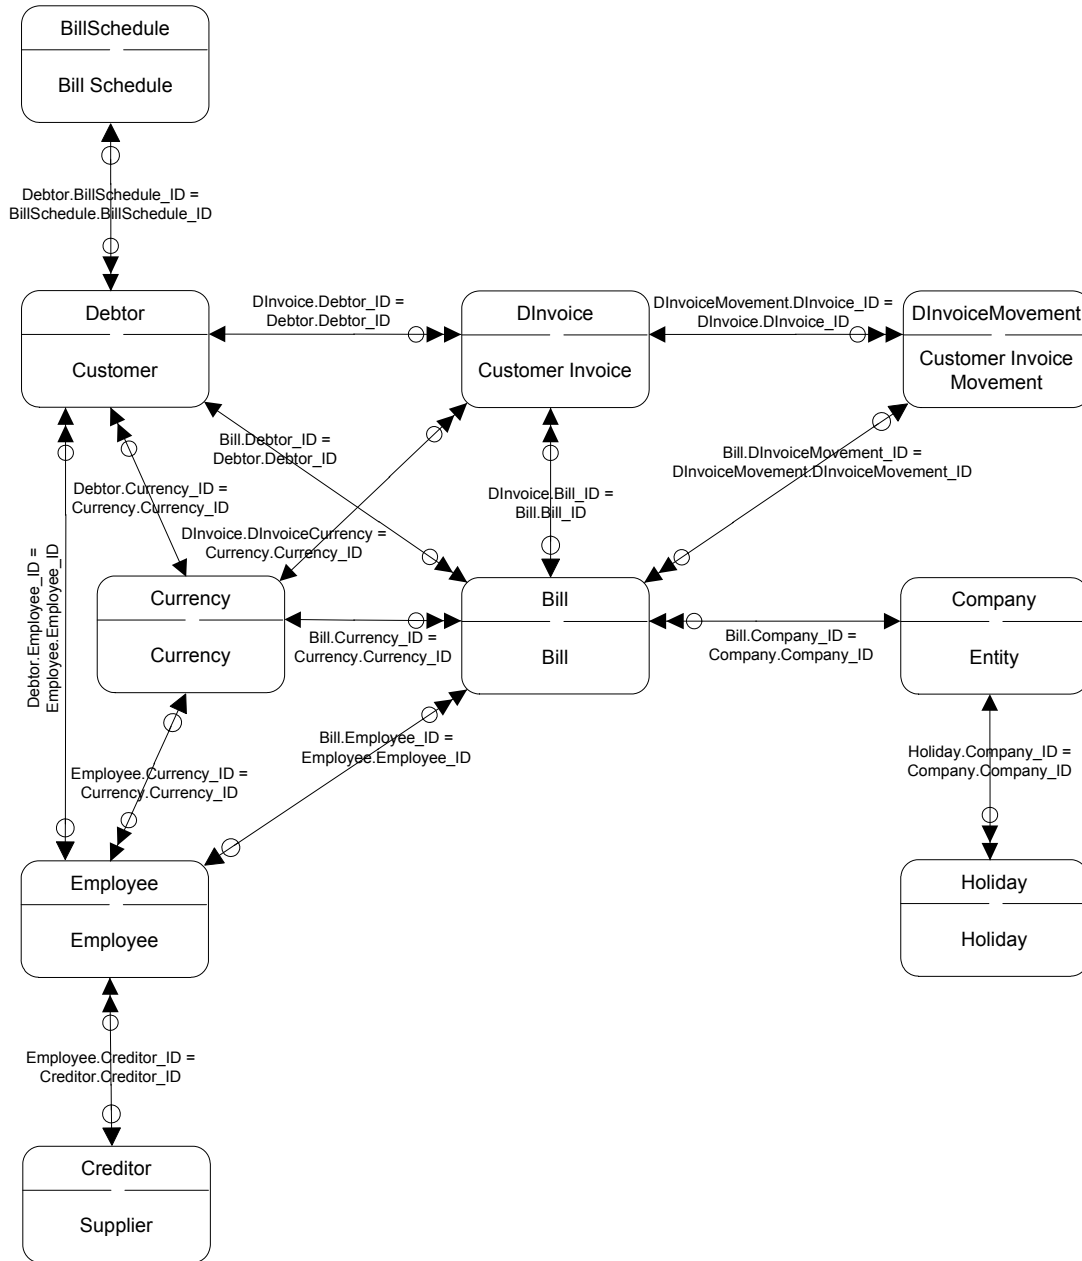 BillSchedule
Bill Schedule
Debtor.BillSchedule_ID =
BillSchedule.BillSchedule_ID
Debtor
Customer
DInvoice.Debtor_ID =
Debtor.Debtor_ID
DInvoice
Customer Invoice
DInvoiceMovement.DInvoice_ID =
DInvoice.DInvoice_ID
DInvoiceMovement
Customer Invoice
Movement
Bill.Debtor_ID =
Debtor.Debtor_ID
Debtor.Currency_ID =
Currency.Currency_ID
DInvoice.DInvoiceCurrency =
Currency.Currency_ID
DInvoice.Bill_ID =
Bill.Bill_ID
Bill.DInvoiceMovement_ID =
DInvoiceMovement.DInvoiceMovement_ID
Debtor.Employee_ID =
Employee.Employee_ID
Currency
Currency
Bill.Currency_ID =
Currency.Currency_ID
Bill
Bill
Bill.Company_ID =
Company.Company_ID
Company
Entity
Employee.Currency_ID =
Currency.Currency_ID
Bill.Employee_ID =
Employee.Employee_ID
Holiday.Company_ID =
Company.Company_ID
Employee
Employee
Holiday
Holiday
Employee.Creditor_ID =
Creditor.Creditor_ID
Creditor
Supplier